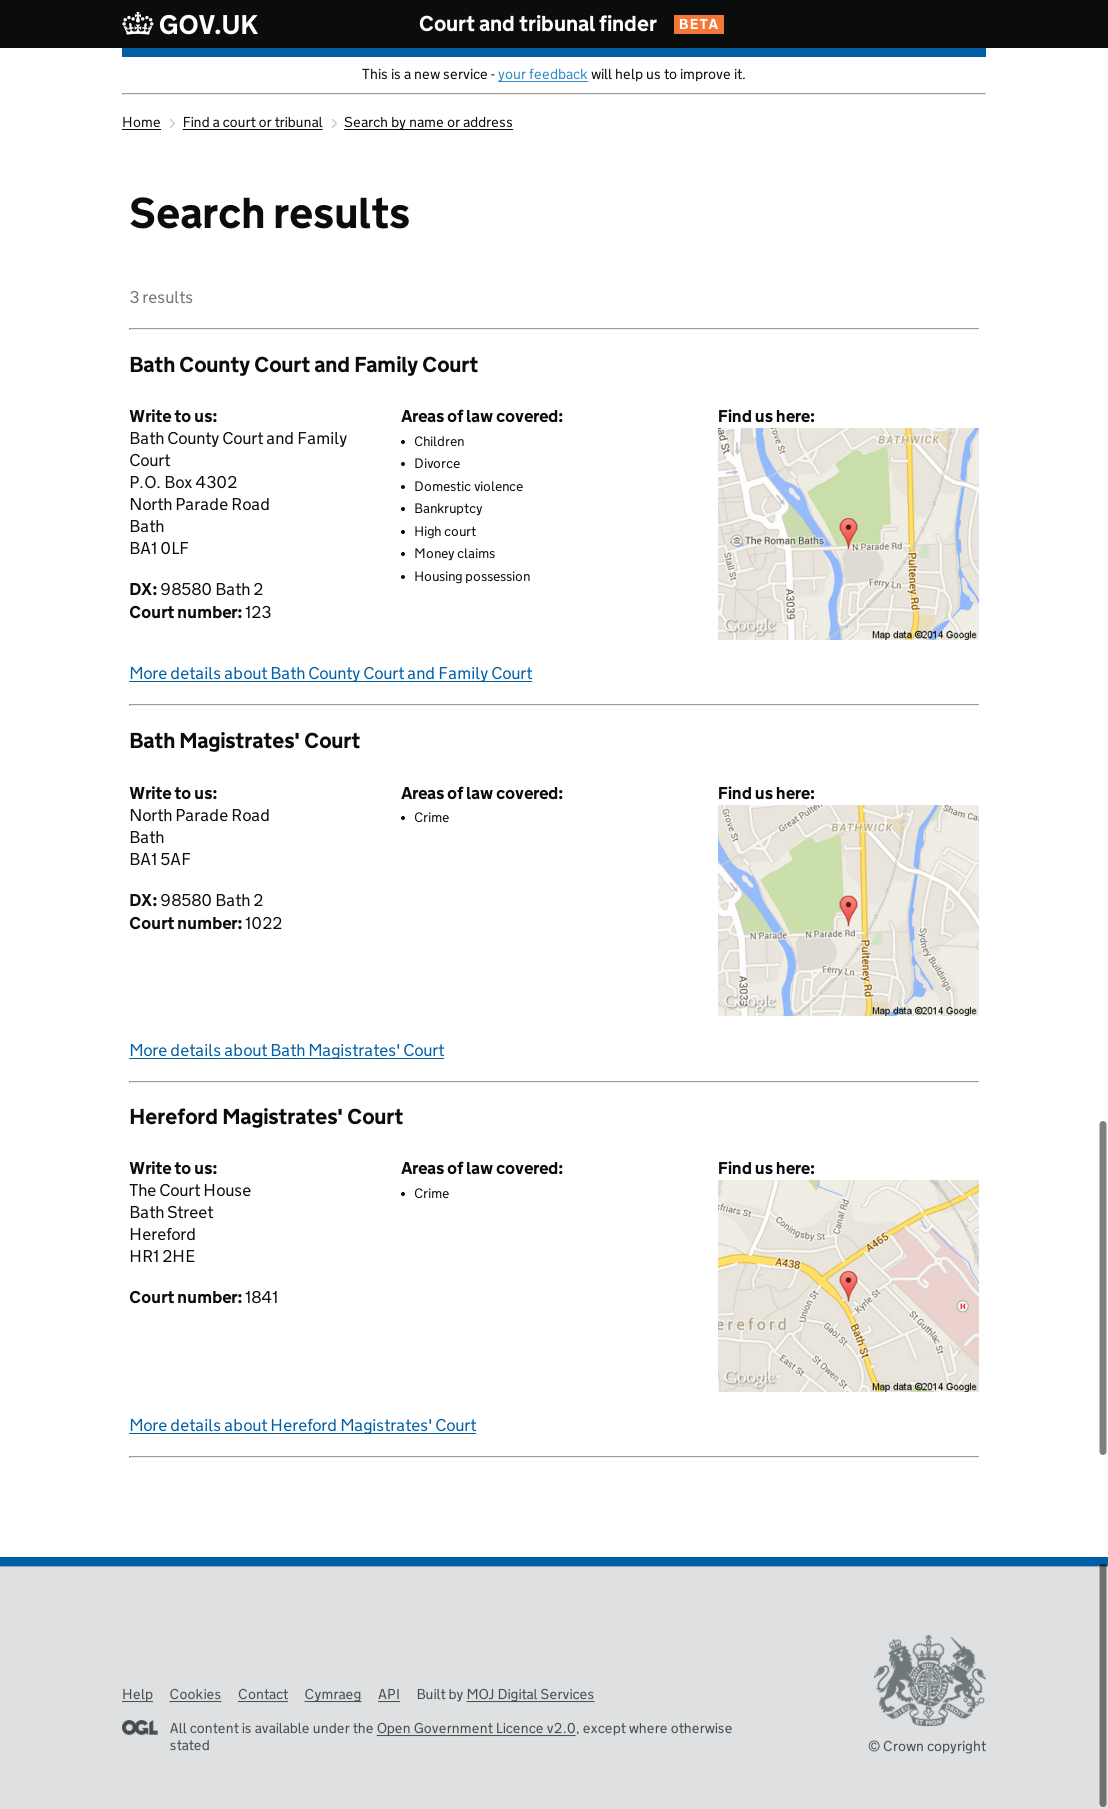 GOV.UK
Court and tribunal finder BETA
This is a new service - your feedback will help us to improve it.
Home Find a court or tribunal Search by name or address
Search results
3 results
Bath County Court and Family Court
Write to us:
Bath County Court and Family
Court
P.O. Box 4302
North Parade Road
Bath
BA1 0LF
DX: 98580 Bath 2
Court number: 123
Areas of law covered:
• Children
• Divorce
• Domestic violence
• Bankruptcy
• High court
• Money claims
• Housing possession
Find us here:
BATHWICK
The Roman Baths
N Parade Rd
Stall St
Ferry Ln
A3039
Pulteney Rd
Google
Map data ©2014 Google
More details about Bath County Court and Family Court
Bath Magistrates' Court
Write to us:
North Parade Road
Bath
BA1 5AF
DX: 98580 Bath 2
Court number: 1022
Areas of law covered:
• Crime
Find us here:
Grove St
Great Pulten
Sham Ca
BATHWICK
N Parade
N Parade Rd
Ferry Ln
Pulteney Rd
Sydney Buildings
Google
Map data ©2014 Google
More details about Bath Magistrates' Court
Hereford Magistrates' Court
Write to us:
The Court House
Bath Street
Hereford
HR1 2HE
Court number: 1841
Areas of law covered:
• Crime
Find us here:
xfriars St
Coningsby St
Canal Rd
A465
A438
Union St
Kyrle St
ereford
Gaol St
Bath St
St Guthlac St
H
East St
St Owen St
Google
Map data ©2014 Google
More details about Hereford Magistrates' Court
Help Cookies Contact Cymraeg API Built by MOJ Digital Services
OGL All content is available under the Open Government Licence v2.0, except where otherwise
stated
© Crown copyright